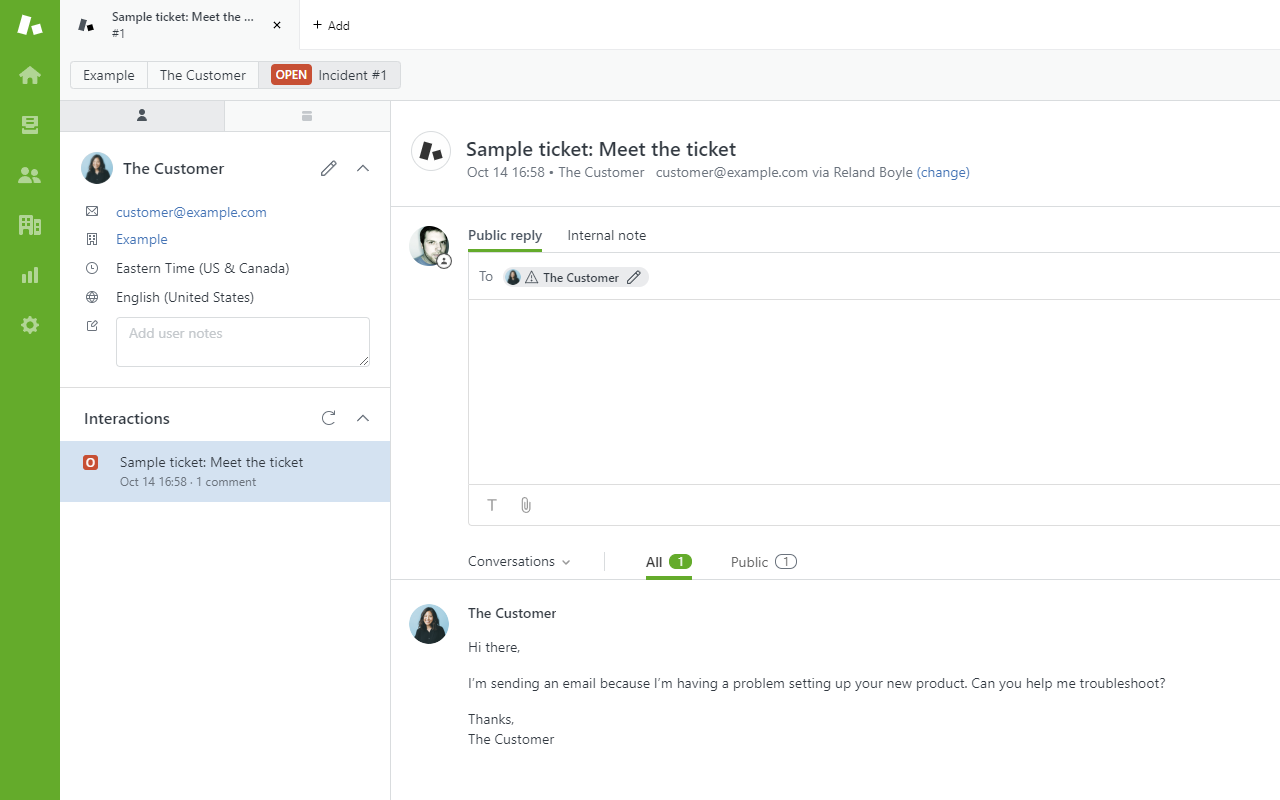 Sample ticket: Meet the ...
#1
+ Add
Example
The Customer
OPEN Incident #1
The Customer
customer@example.com
Example
Eastern Time (US & Canada)
English (United States)
Add user notes
Interactions
O Sample ticket: Meet the ticket
Oct 14 16:58 · 1 comment
Sample ticket: Meet the ticket
Oct 14 16:58 • The Customer customer@example.com via Reland Boyle (change)
Public reply Internal note
To The Customer
T
Conversations All 1 Public 1
The Customer
Hi there,
I'm sending an email because I'm having a problem setting up your new product. Can you help me troubleshoot?
Thanks,
The Customer